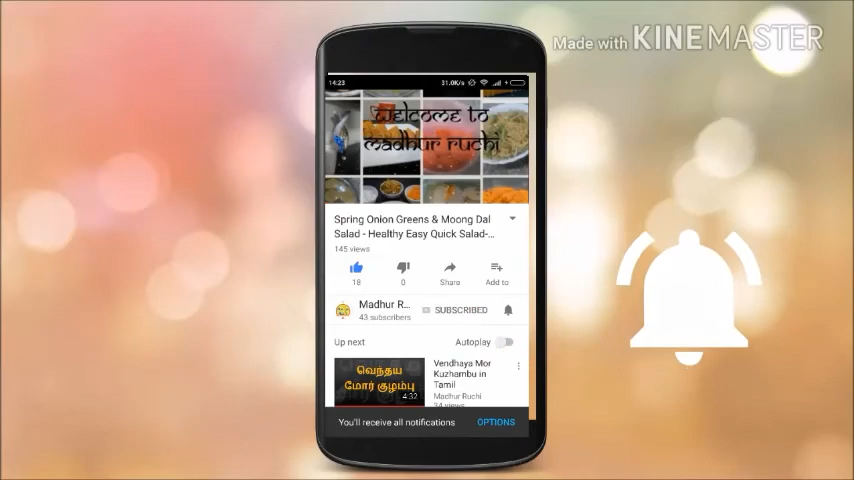 Made with KINEMASTER
14:23 31.0K/s
welcome to
madhur ruchi
Spring Onion Greens & Moong Dal
Salad - Healthy Easy Quick Salad-...
145 views
18 0 Share Add to
Madhur R... SUBSCRIBED
43 subscribers
Up next Autoplay
வெந்தய
மோர் குழம்பு
4:32
Vendhaya Mor
Kuzhambu in
Tamil
Madhur Ruchi
34 views
You'll receive all notifications OPTIONS